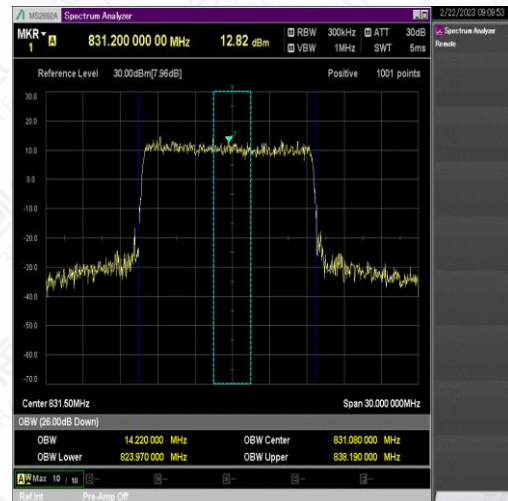 2/22/2023 09:09:53
MS2692A Spectrum Analyzer
Spectrum Analyzer
Remote
MKR 1 A 831.200 000 00 MHz 12.82 dBm
M RBW 300kHz M ATT 30dB
M VBW 1MHz SWT 5ms
Reference Level 30.00dBm[7.96dB] Positive 1001 points
30.0
20.0
10.0
0.0
-10.0
-20.0
-30.0
-40.0
-50.0
-60.0
-70.0
Center 831.50MHz Span 30.000 000MHz
OBW (26.00dB Down)
OBW 14.220 000 MHz OBW Center 831.080 000 MHz
OBW Lower 823.970 000 MHz OBW Upper 838.190 000 MHz
A W Max 10 / 10
Ref.Int Pre-Amp Off